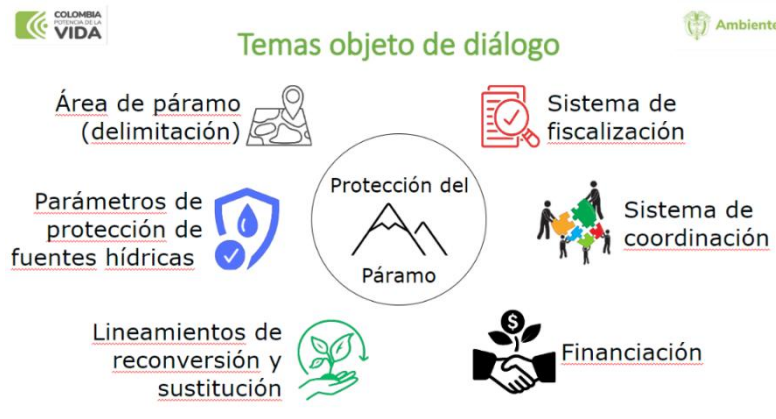 COLOMBIA
POTENCIA DE LA
VIDA
Ambiente
Temas objeto de diálogo
Área de páramo
(delimitación)
Sistema de
fiscalización
Parámetros de
protección de
fuentes hídricas
Protección del
Páramo
Sistema de
coordinación
Lineamientos de
reconversión y
sustitución
$
Financiación